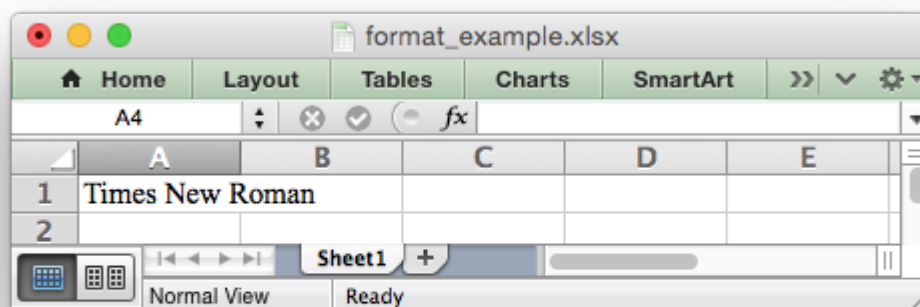 format_example.xlsx
Home Layout Tables Charts SmartArt
A4 fx
A B C D E
1 Times New Roman
2
Sheet1 +
Normal View Ready